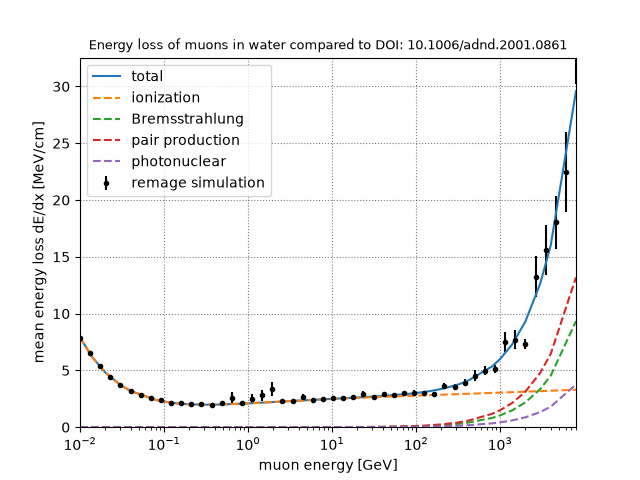 Energy loss of muons in water compared to DOI: 10.1006/adnd.2001.0861
total
ionization
Bremsstrahlung
pair production
photonuclear
remage simulation
mean energy loss dE/dx [MeV/cm]
30
25
20
15
10
5
0
10⁻² 10⁻¹ 10⁰ 10¹ 10² 10³
muon energy [GeV]